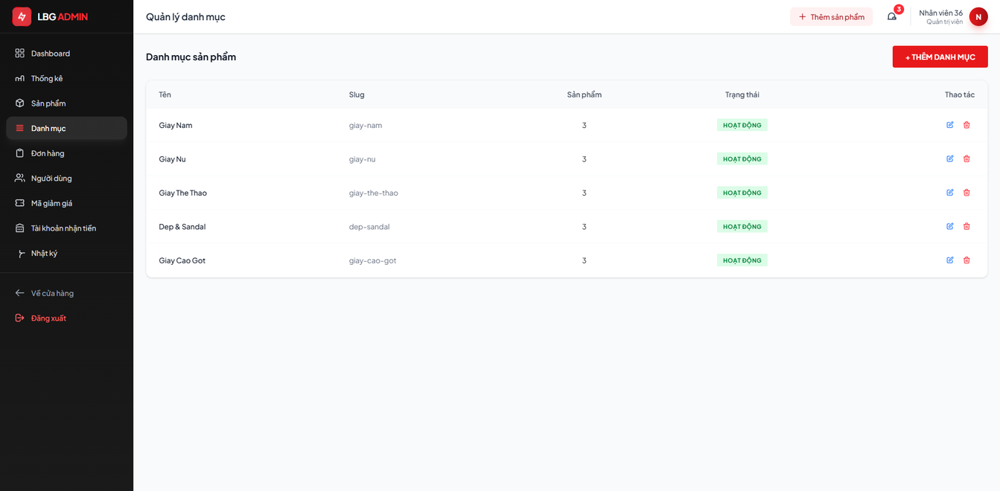 LBG ADMIN
Quản lý danh mục
Thêm sản phẩm
3
Nhân viên 36
Quản trị viên
N
Dashboard
Thống kê
Sản phẩm
Danh mục
Đơn hàng
Người dùng
Mã giảm giá
Tài khoản nhận tiền
Nhật ký
Về cửa hàng
Đăng xuất
Danh mục sản phẩm
+ THÊM DANH MỤC
Tên Slug Sản phẩm Trạng thái Thao tác
Giay Nam giay-nam 3 HOẠT ĐỘNG
Giay Nu giay-nu 3 HOẠT ĐỘNG
Giay The Thao giay-the-thao 3 HOẠT ĐỘNG
Dep & Sandal dep-sandal 3 HOẠT ĐỘNG
Giay Cao Got giay-cao-got 3 HOẠT ĐỘNG